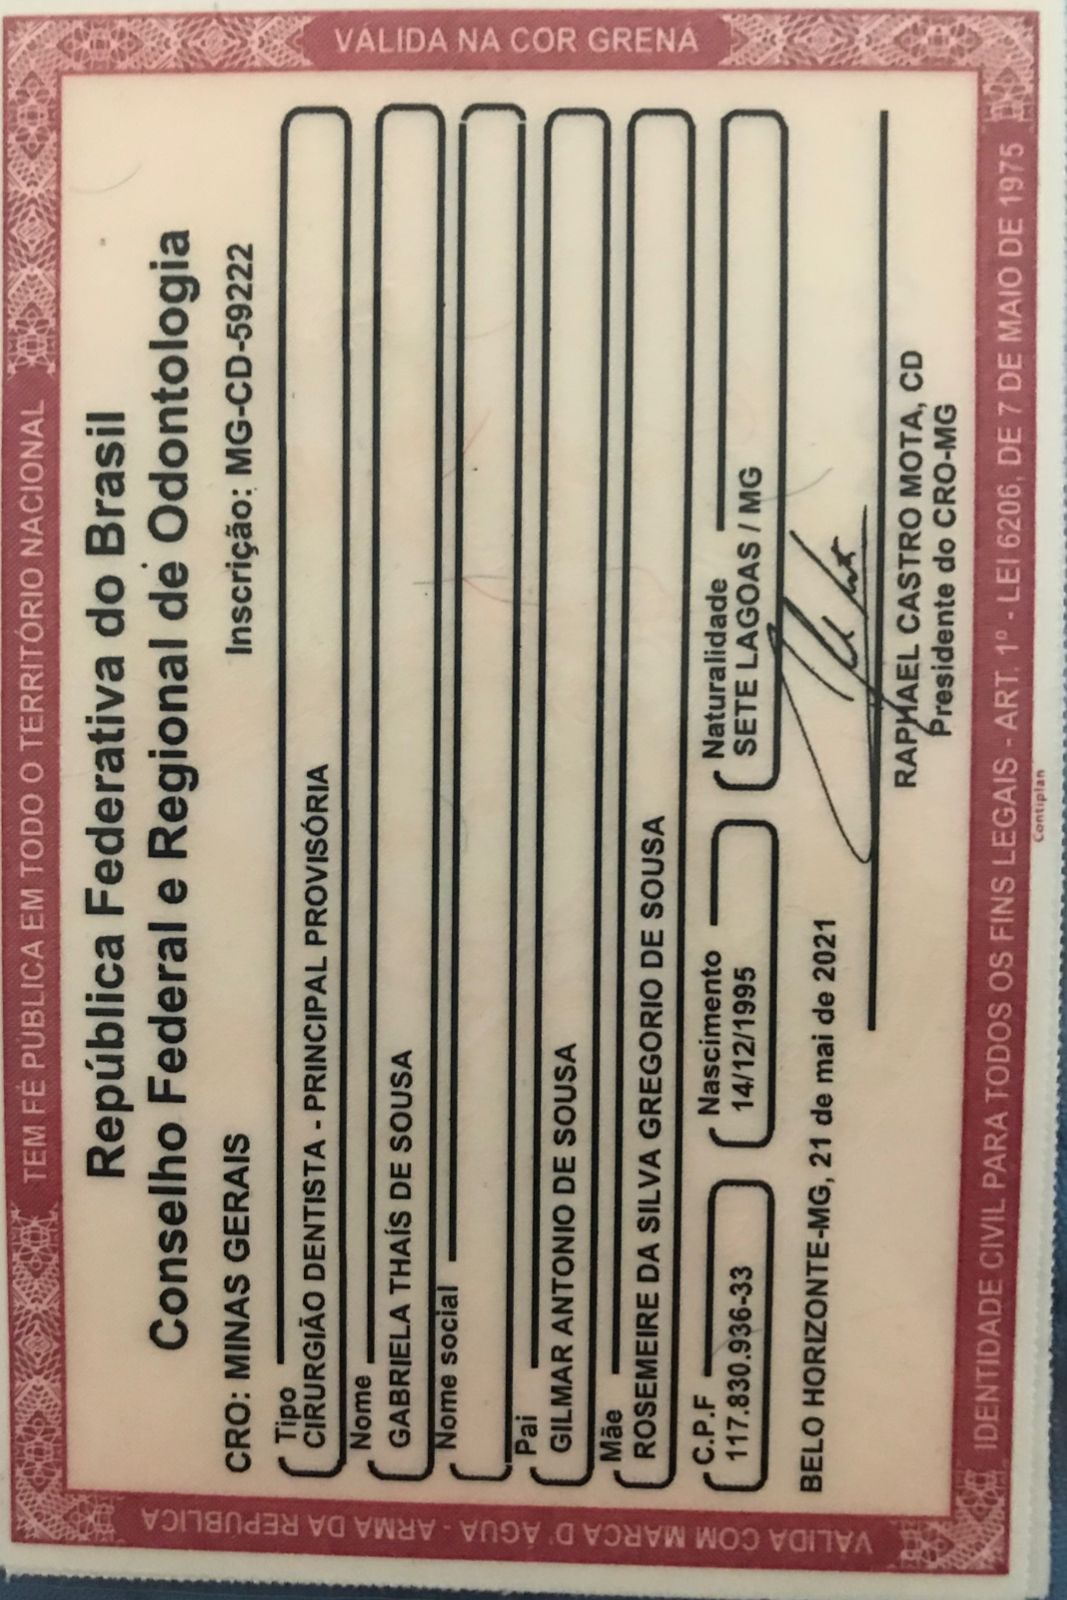 VÁLIDA NA COR GRENÁ
TEM FÉ PÚBLICA EM TODO O TERRITÓRIO NACIONAL
República Federativa do Brasil
Conselho Federal e Regional de Odontologia
CRO: MINAS GERAIS Inscrição: MG-CD-59222
Tipo
CIRURGIÃO DENTISTA - PRINCIPAL PROVISÓRIA
Nome
GABRIELA THAÍS DE SOUSA
Nome social
Pai
GILMAR ANTONIO DE SOUSA
Mãe
ROSEMEIRE DA SILVA GREGORIO DE SOUSA
C.P.F Nascimento Naturalidade
117.830.936-33 14/12/1995 SETE LAGOAS / MG
BELO HORIZONTE-MG, 21 de mai de 2021
RAPHAEL CASTRO MOTA, CD
Presidente do CRO-MG
IDENTIDADE CIVIL PARA TODOS OS FINS LEGAIS - ART. 1º - LEI 6206, DE 7 DE MAIO DE 1975
VÁLIDA COM MARCA D'ÁGUA - ARMA DA REPÚBLICA
Contiplan